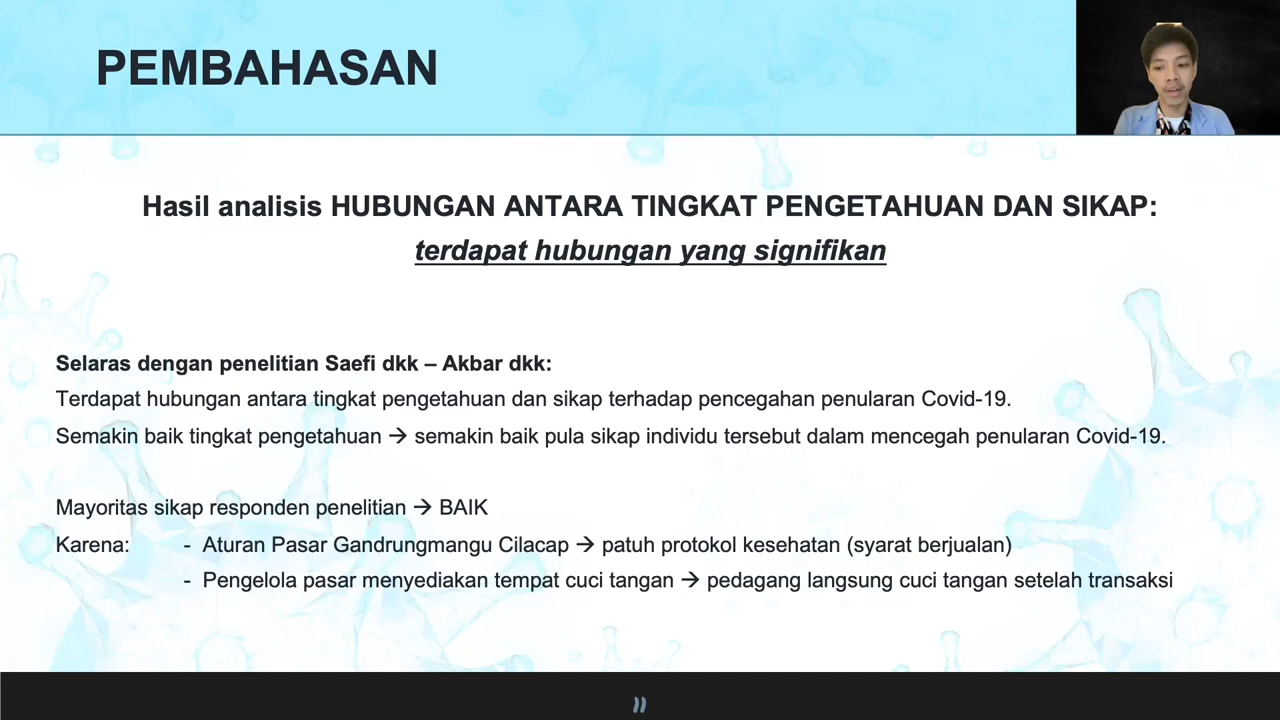 PEMBAHASAN
Hasil analisis HUBUNGAN ANTARA TINGKAT PENGETAHUAN DAN SIKAP:
terdapat hubungan yang signifikan
Selaras dengan penelitian Saefi dkk – Akbar dkk:
Terdapat hubungan antara tingkat pengetahuan dan sikap terhadap pencegahan penularan Covid-19.
Semakin baik tingkat pengetahuan → semakin baik pula sikap individu tersebut dalam mencegah penularan Covid-19.
Mayoritas sikap responden penelitian → BAIK
Karena: - Aturan Pasar Gandrungmangu Cilacap → patuh protokol kesehatan (syarat berjualan)
- Pengelola pasar menyediakan tempat cuci tangan → pedagang langsung cuci tangan setelah transaksi